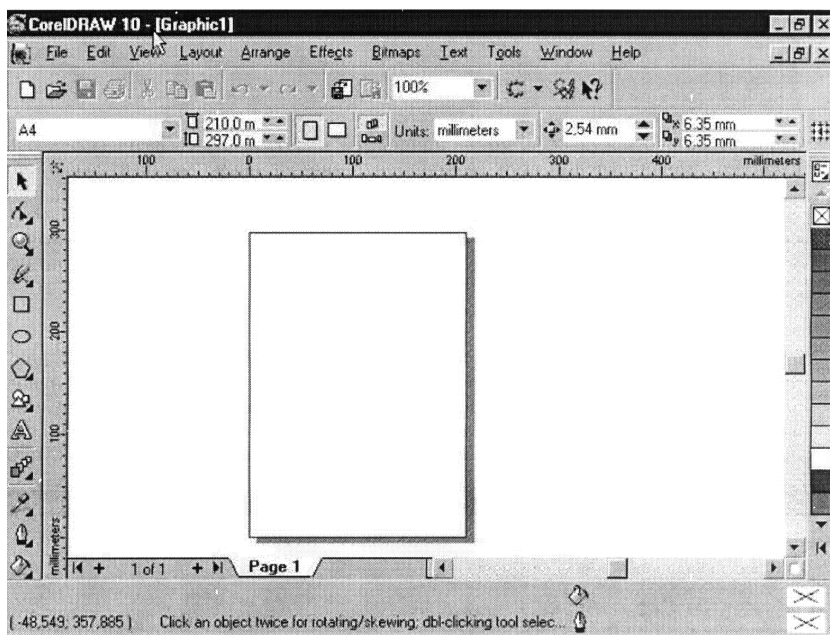 CorelDRAW 10 - [Graphic1]
File Edit View Layout Arrange Effects Bitmaps Text Tools Window Help
100%
A4 210.0 m 297.0 m Units: millimeters 2,54 mm x 6.35 mm y 6.35 mm
100 0 100 200 300 400 millimeters
300
200
100
millimeters
1 of 1 Page 1
(-48,549; 357,885) Click an object twice for rotating/skewing; dbl-clicking tool selec...